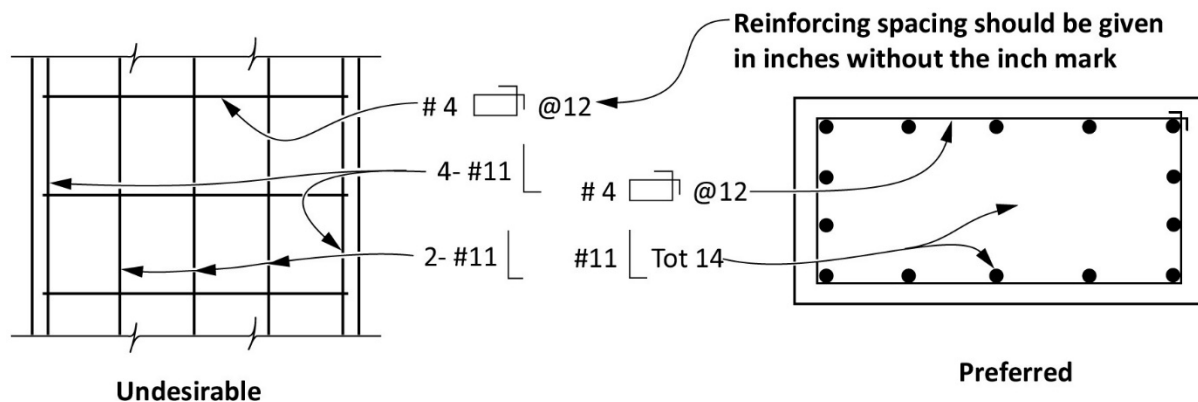 Reinforcing spacing should be given
in inches without the inch mark
# 4 @12
4- #11
# 4 @12
2- #11
#11 Tot 14
Undesirable
Preferred